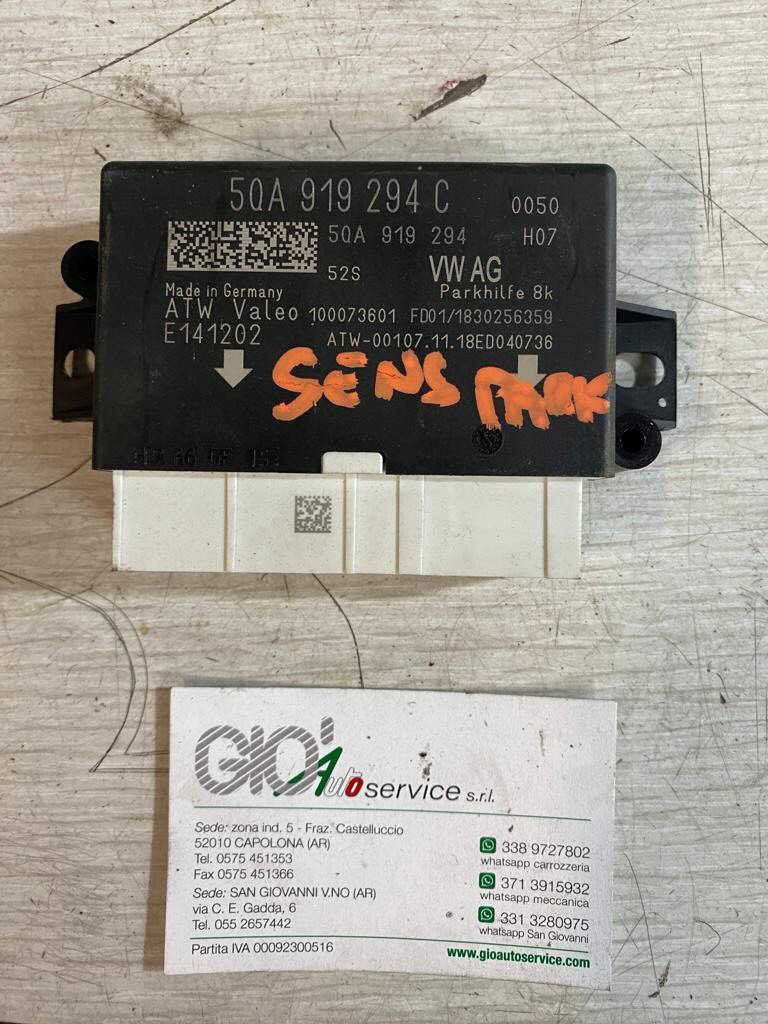 5QA 919 294 C 0050
5QA 919 294 H07
52S VW AG
Made in Germany Parkhilfe 8k
ATW Valeo 100073601 FD01/1830256359
E141202 ATW-00107.11.18ED040736
SENS PARK
GIO' Auto service s.r.l.
Sede: zona ind. 5 - Fraz. Castelluccio
52010 CAPOLONA (AR)
Tel. 0575 451353
Fax 0575 451366
Sede: SAN GIOVANNI V.NO (AR)
via C. E. Gadda, 6
Tel. 055 2657442
Partita IVA 00092300516
338 9727802
whatsapp carrozzeria
371 3915932
whatsapp meccanica
331 3280975
whatsapp San Giovanni
www.gioautoservice.com